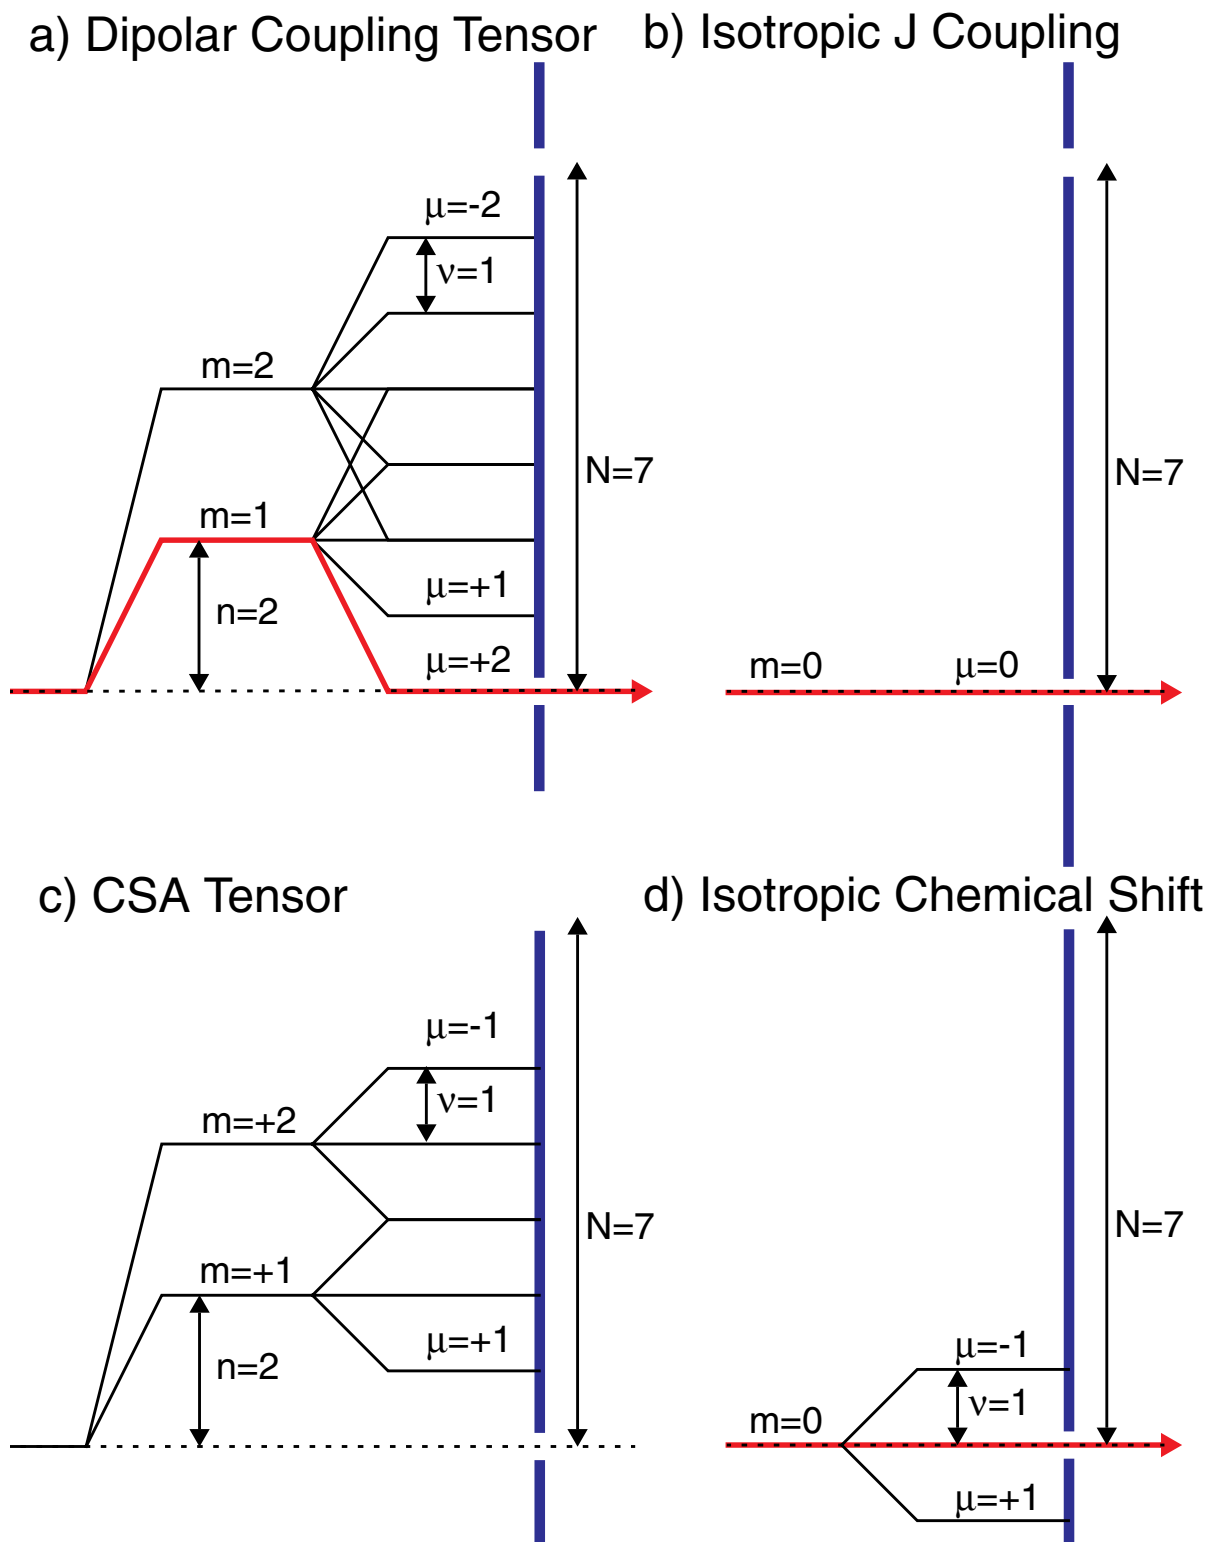 a) Dipolar Coupling Tensor
μ=-2
ν=1
m=2
N=7
m=1
μ=+1
n=2
μ=+2
b) Isotropic J Coupling
N=7
m=0 μ=0
c) CSA Tensor
μ=-1
ν=1
m=+2
N=7
m=+1
μ=+1
n=2
d) Isotropic Chemical Shift
N=7
μ=-1
ν=1
m=0
μ=+1